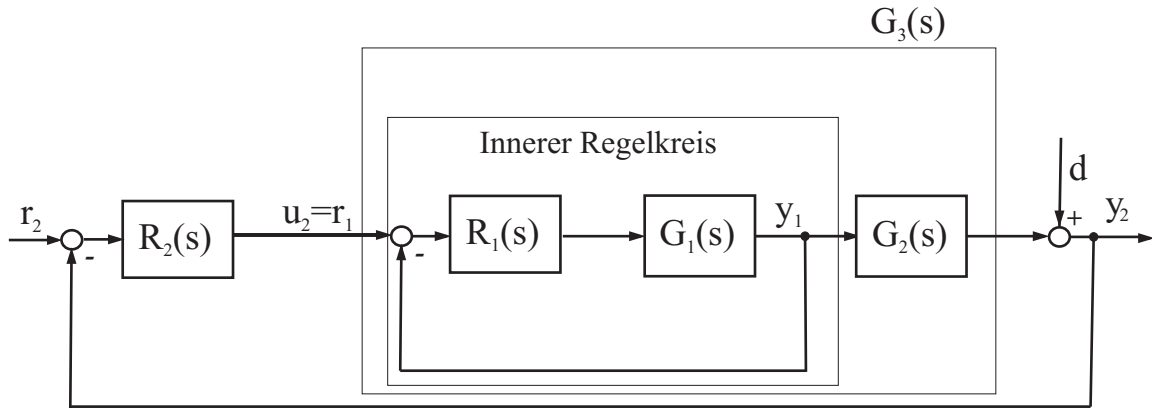 G₃(s)
Innerer Regelkreis
d
r₂
-
R₂(s)
u₂=r₁
-
R₁(s)
G₁(s)
y₁
G₂(s)
+
y₂